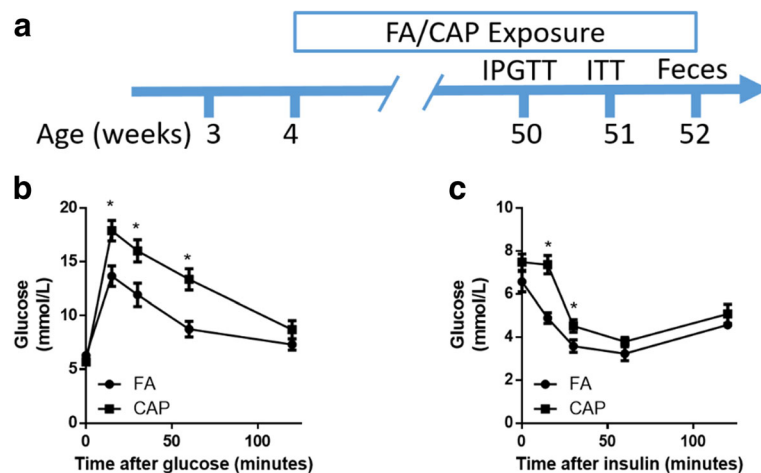 a
FA/CAP Exposure
IPGTT ITT Feces
Age (weeks) 3 4 50 51 52
b
*
*
*
20
15
10
5
0
Glucose
(mmol/L)
FA
CAP
0 50 100
Time after glucose (minutes)
c
*
*
10
8
6
4
2
0
Glucose
(mmol/L)
FA
CAP
0 50 100
Time after insulin (minutes)